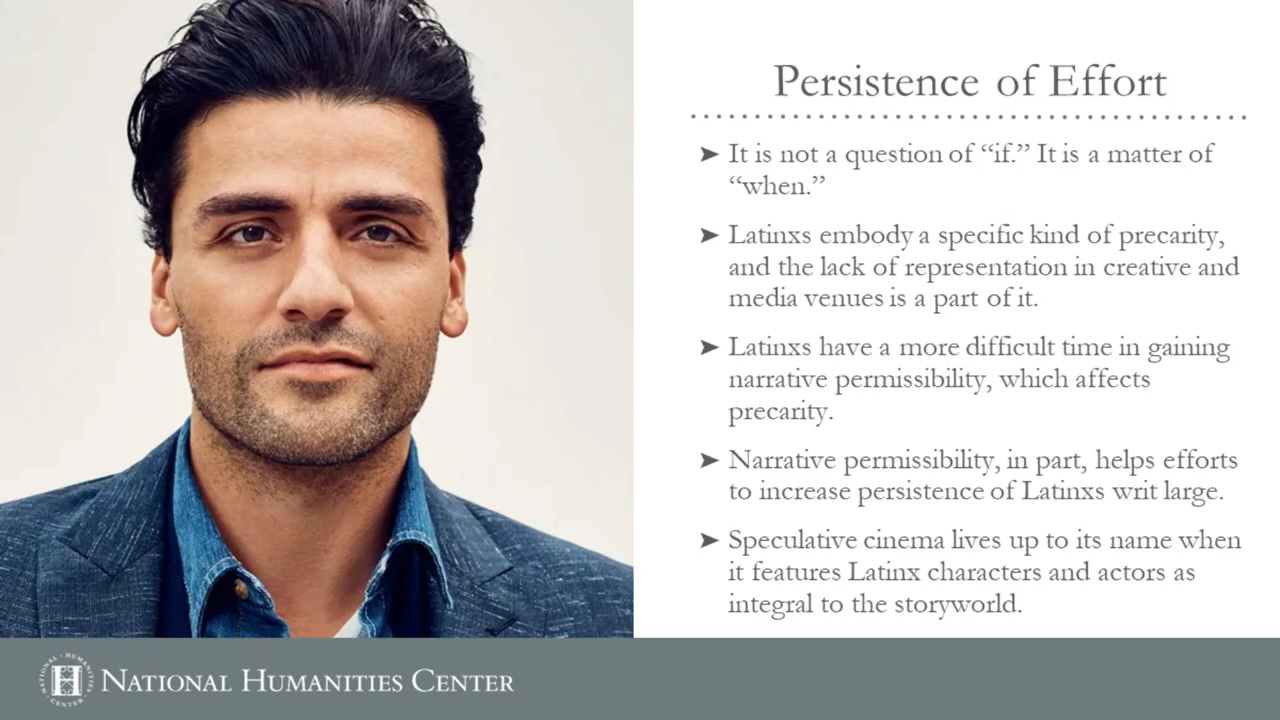 Persistence of Effort
➤ It is not a question of “if.” It is a matter of
“when.”
➤ Latinxs embody a specific kind of precarity,
and the lack of representation in creative and
media venues is a part of it.
➤ Latinxs have a more difficult time in gaining
narrative permissibility, which affects
precarity.
➤ Narrative permissibility, in part, helps efforts
to increase persistence of Latinxs writ large.
➤ Speculative cinema lives up to its name when
it features Latinx characters and actors as
integral to the storyworld.
NATIONAL HUMANITIES CENTER
NATIONAL · HUMANITIES
H
CENTER